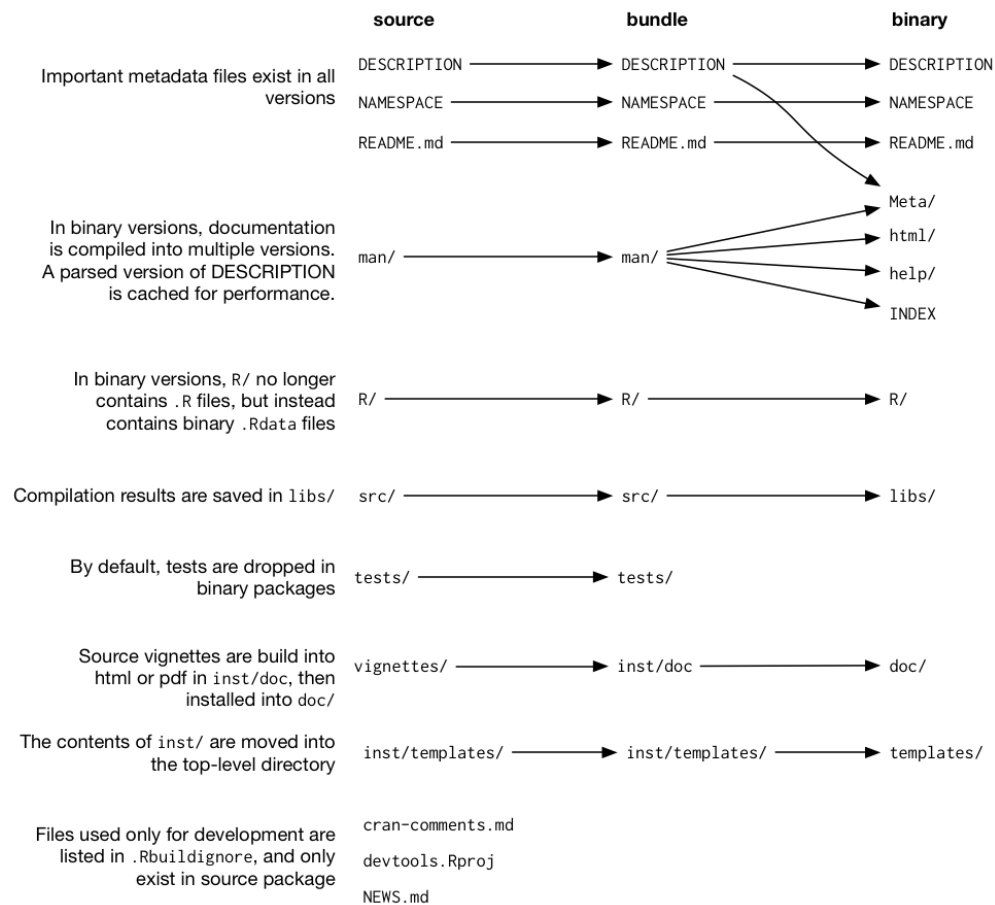 source bundle binary
Important metadata files exist in all
versions
DESCRIPTION DESCRIPTION DESCRIPTION
NAMESPACE NAMESPACE NAMESPACE
README.md README.md README.md
In binary versions, documentation
is compiled into multiple versions.
A parsed version of DESCRIPTION
is cached for performance.
man/ man/
Meta/
html/
help/
INDEX
In binary versions, R/ no longer
contains .R files, but instead
contains binary .Rdata files
R/ R/ R/
Compilation results are saved in libs/
src/ src/ libs/
By default, tests are dropped in
binary packages
tests/ tests/
Source vignettes are build into
html or pdf in inst/doc, then
installed into doc/
vignettes/ inst/doc doc/
The contents of inst/ are moved into
the top-level directory
inst/templates/ inst/templates/ templates/
Files used only for development are
listed in .Rbuildignore, and only
exist in source package
cran-comments.md
devtools.Rproj
NEWS.md